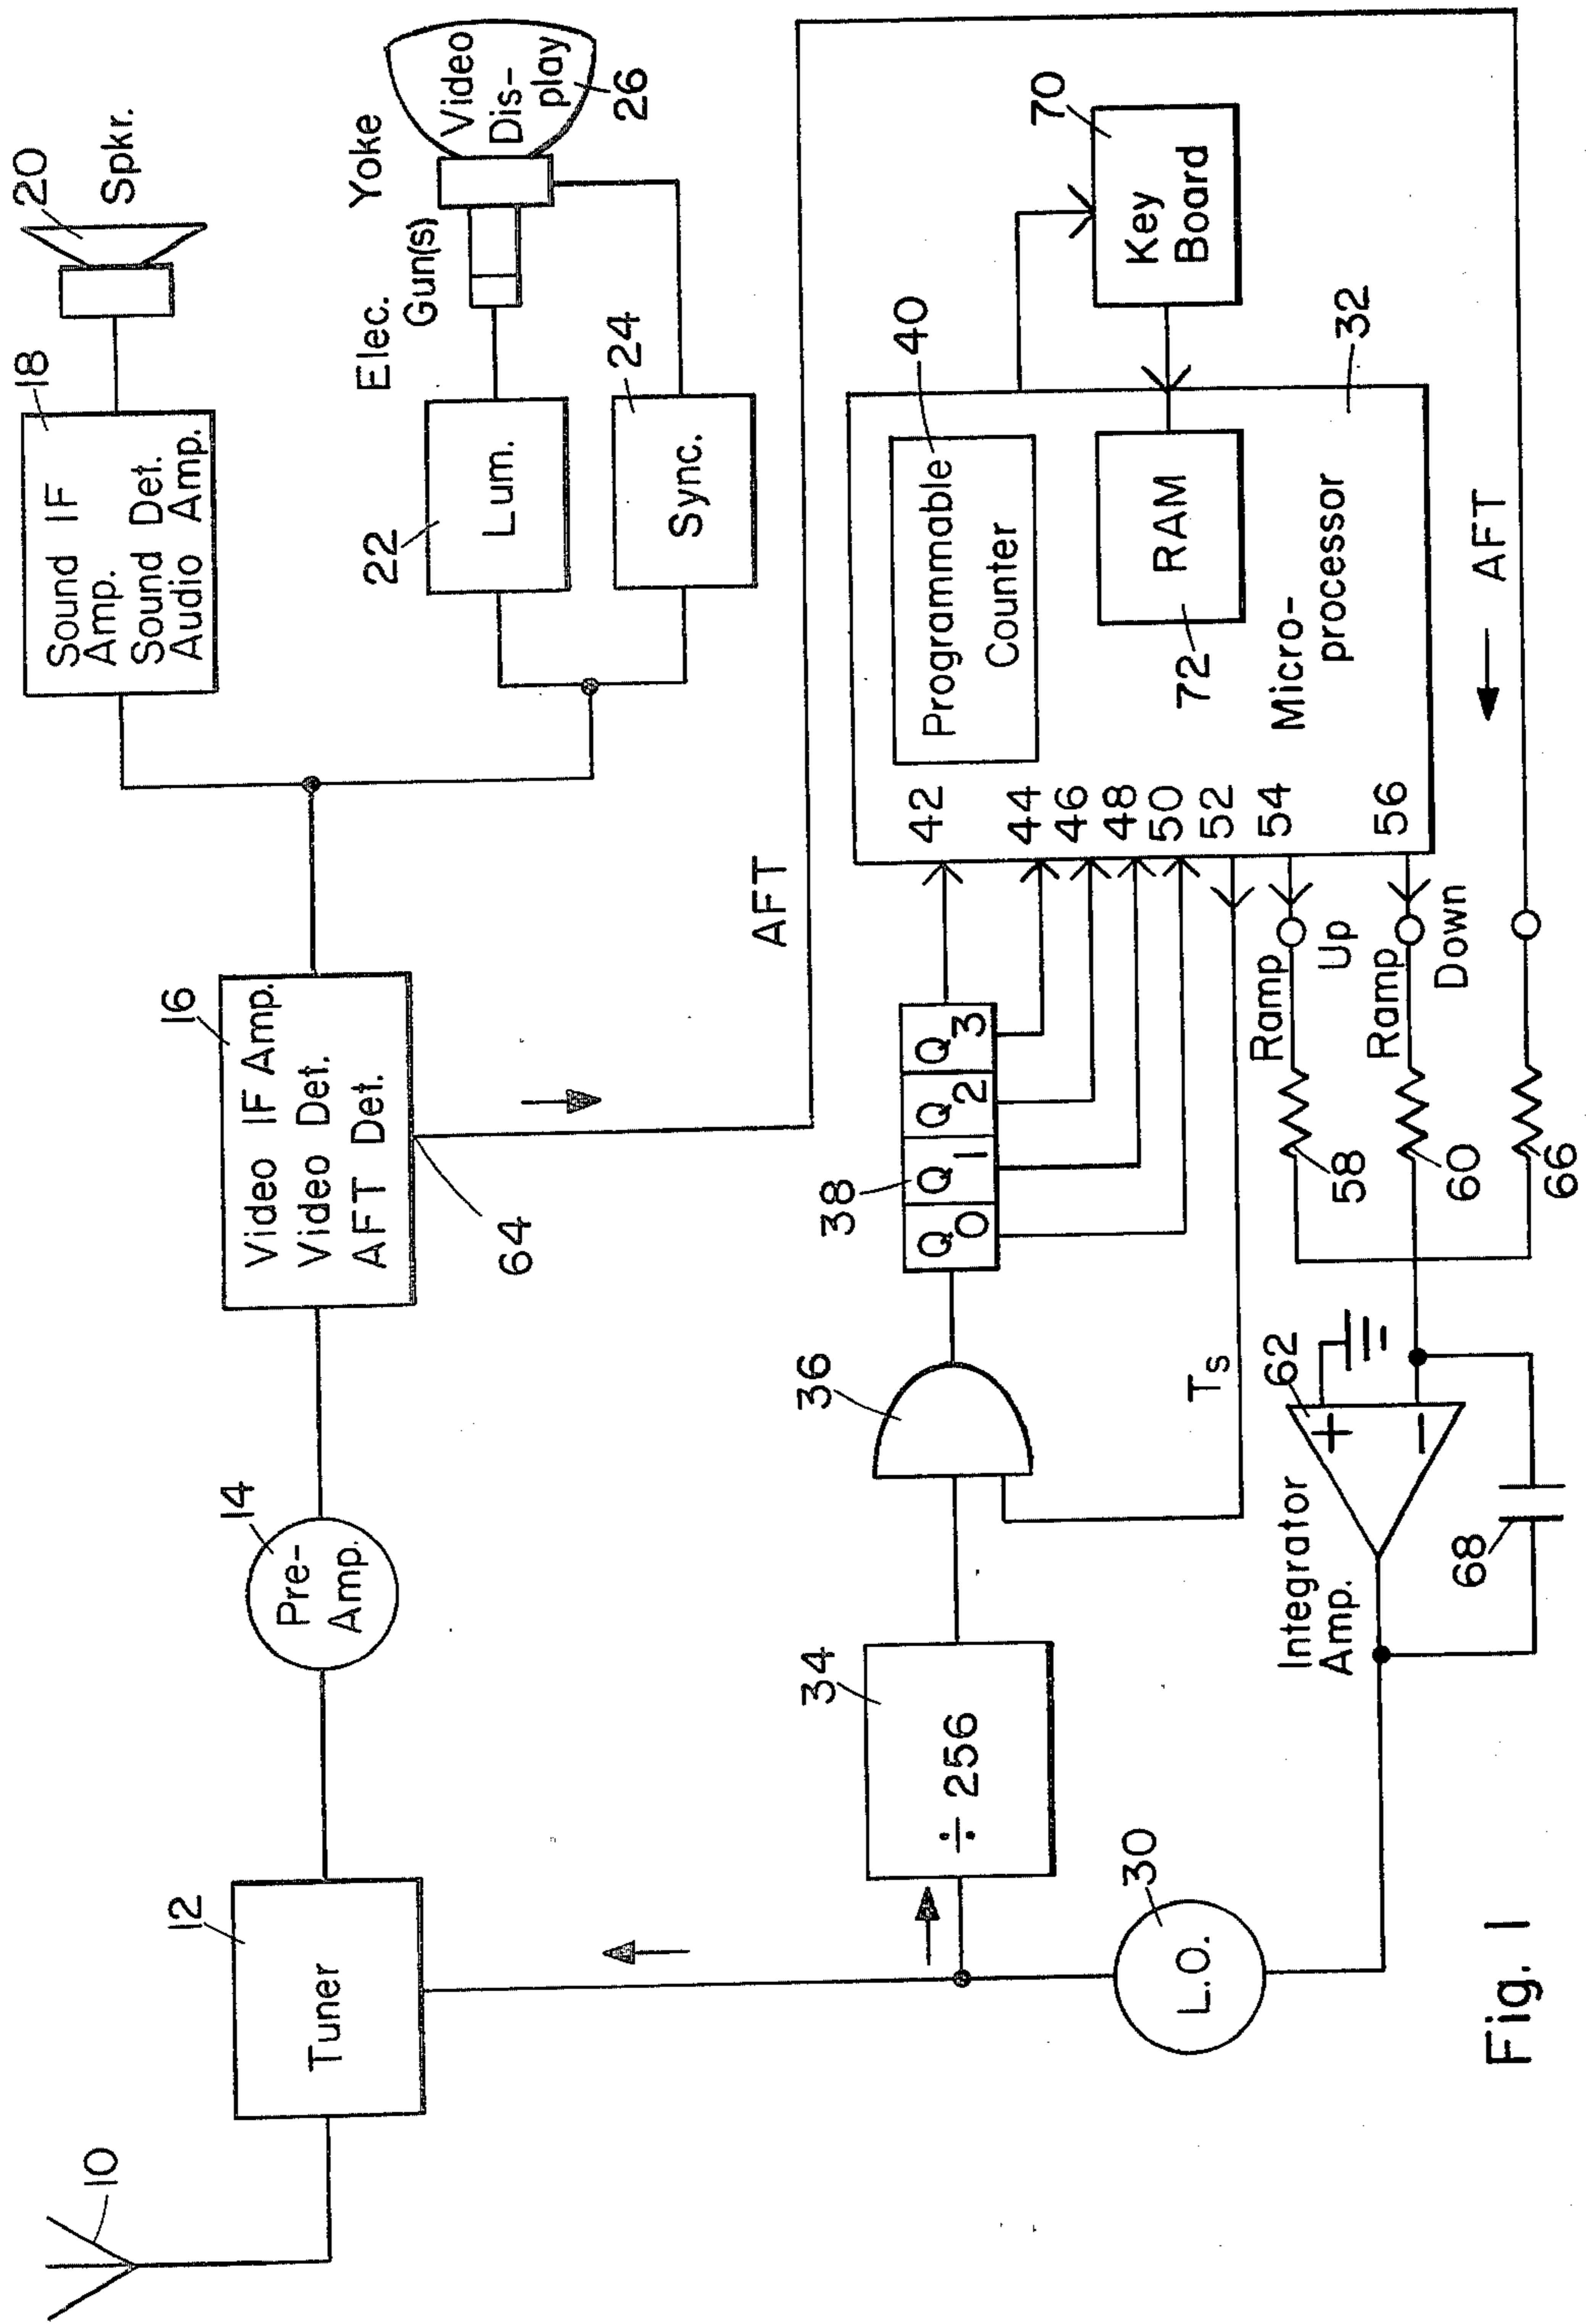 10
12
Tuner
14
Pre-
Amp.
16
Video IF Amp.
Video Det.
AFT Det.
64
18
Sound IF
Amp.
Sound Det.
Audio Amp.
20
Spkr.
22
Lum.
Elec.
Gun(s)
Yoke
Video
Dis-
play
26
24
Sync.
AFT
30
L.O.
34
÷ 256
36
38
Q0
Q1
Q2
Q3
TS
42
44
46
48
50
52
54
56
40
Programmable
Counter
RAM
72
Micro-
processor
32
70
Key
Board
Ramp
Up
Ramp
Down
58
60
66
AFT
62
+
−
Integrator
Amp.
68
Fig. 1